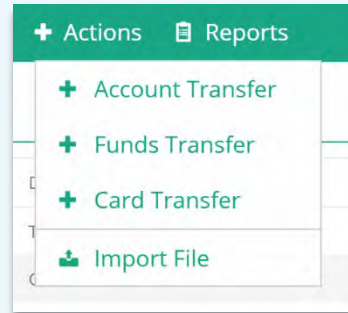 Actions Reports
Account Transfer
Funds Transfer
Card Transfer
Import File